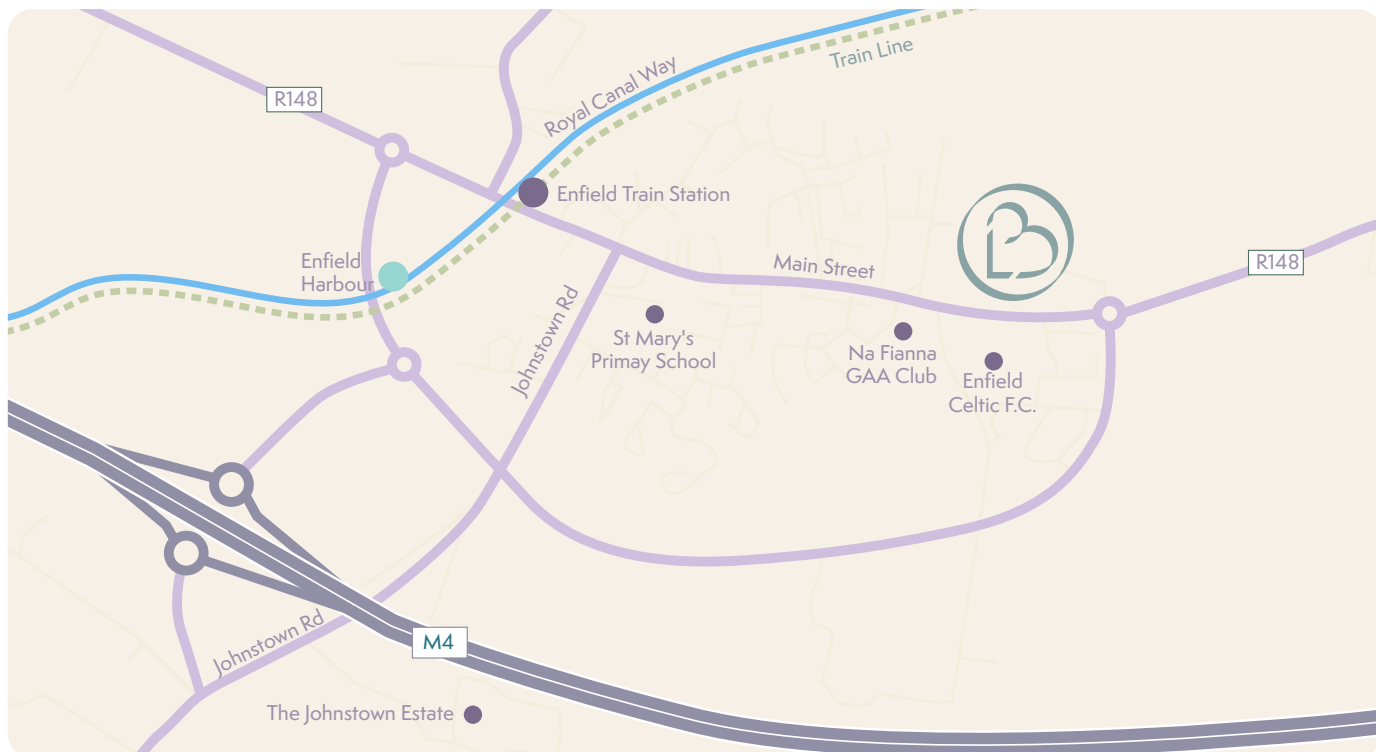 Train Line
Royal Canal Way
R148
Enfield Train Station
Enfield
Harbour
Main Street
R148
Johnstown Rd
St Mary's
Primay School
Na Fianna
GAA Club
Enfield
Celtic F.C.
Johnstown Rd
M4
The Johnstown Estate